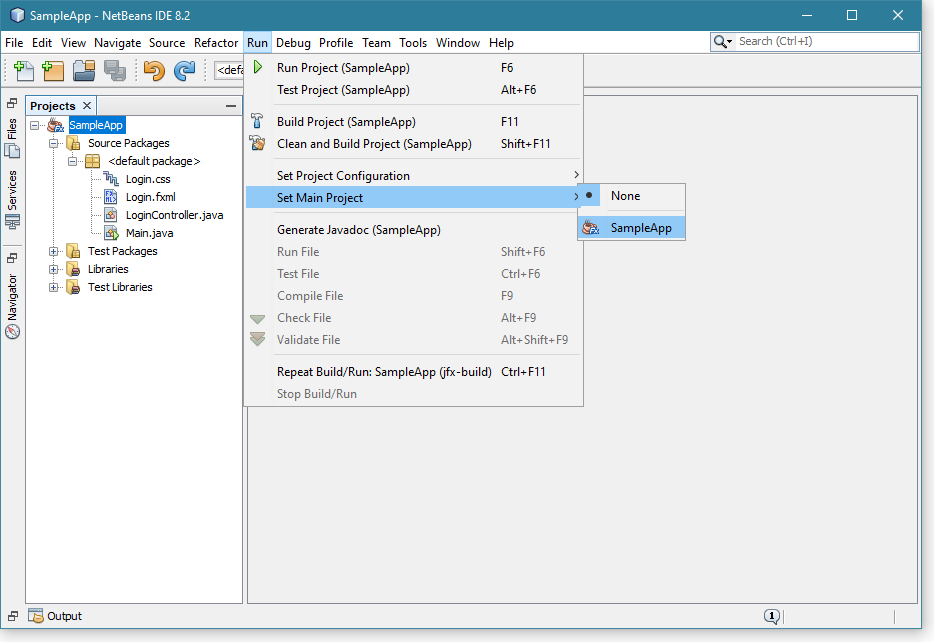 SampleApp - NetBeans IDE 8.2
File Edit View Navigate Source Refactor Run Debug Profile Team Tools Window Help
Search (Ctrl+I)
<defa
Projects
Files
Services
Navigator
SampleApp
Source Packages
<default package>
Login.css
Login.fxml
LoginController.java
Main.java
Test Packages
Libraries
Test Libraries
Run Project (SampleApp) F6
Test Project (SampleApp) Alt+F6
Build Project (SampleApp) F11
Clean and Build Project (SampleApp) Shift+F11
Set Project Configuration
Set Main Project
None
SampleApp
Generate Javadoc (SampleApp)
Run File Shift+F6
Test File Ctrl+F6
Compile File F9
Check File Alt+F9
Validate File Alt+Shift+F9
Repeat Build/Run: SampleApp (jfx-build) Ctrl+F11
Stop Build/Run
Output
1